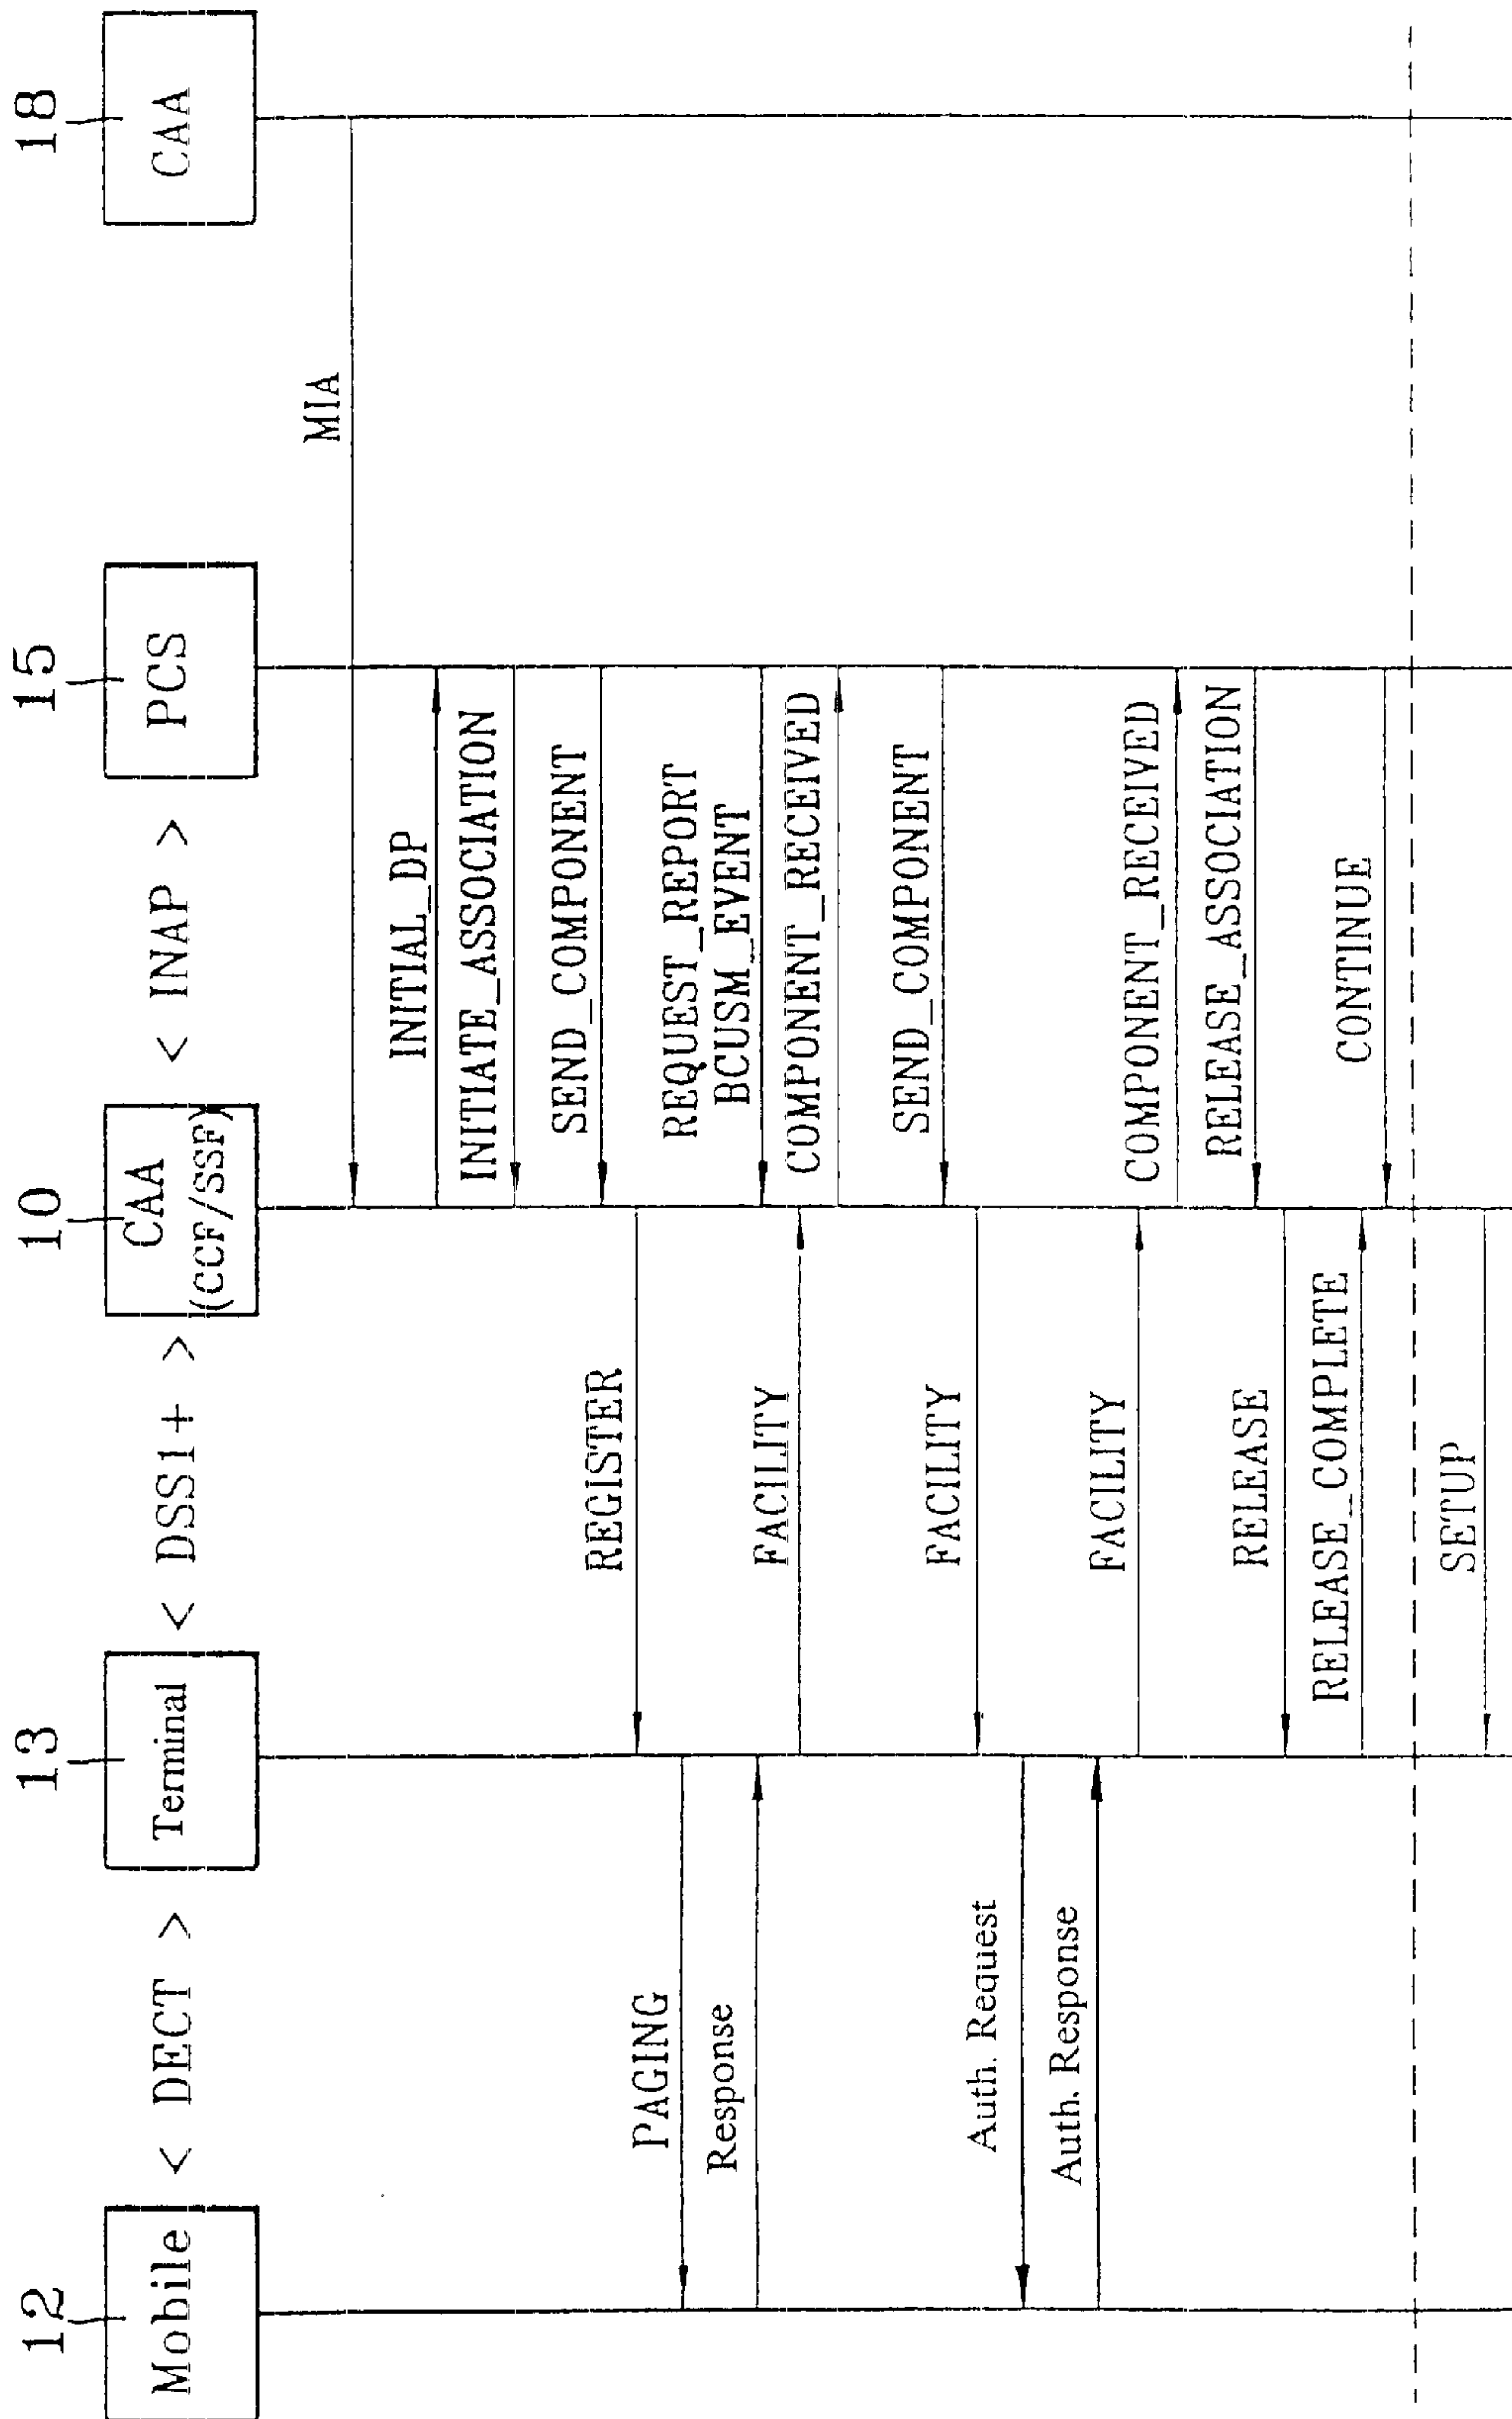 12
13
10
15
18
Mobile
< DECT >
Terminal
< DSS1+ >
CAA
(CCF/SSF)
< INAP >
PCS
CAA
MIA
INITIAL_DP
INITIATE_ASSOCIATION
SEND_COMPONENT
REGISTER
PAGING
Response
REQUEST_REPORT
BCUSM_EVENT
FACILITY
COMPONENT_RECEIVED
SEND_COMPONENT
FACILITY
Auth. Request
Auth. Response
FACILITY
COMPONENT_RECEIVED
RELEASE_ASSOCIATION
RELEASE
RELEASE_COMPLETE
CONTINUE
SETUP